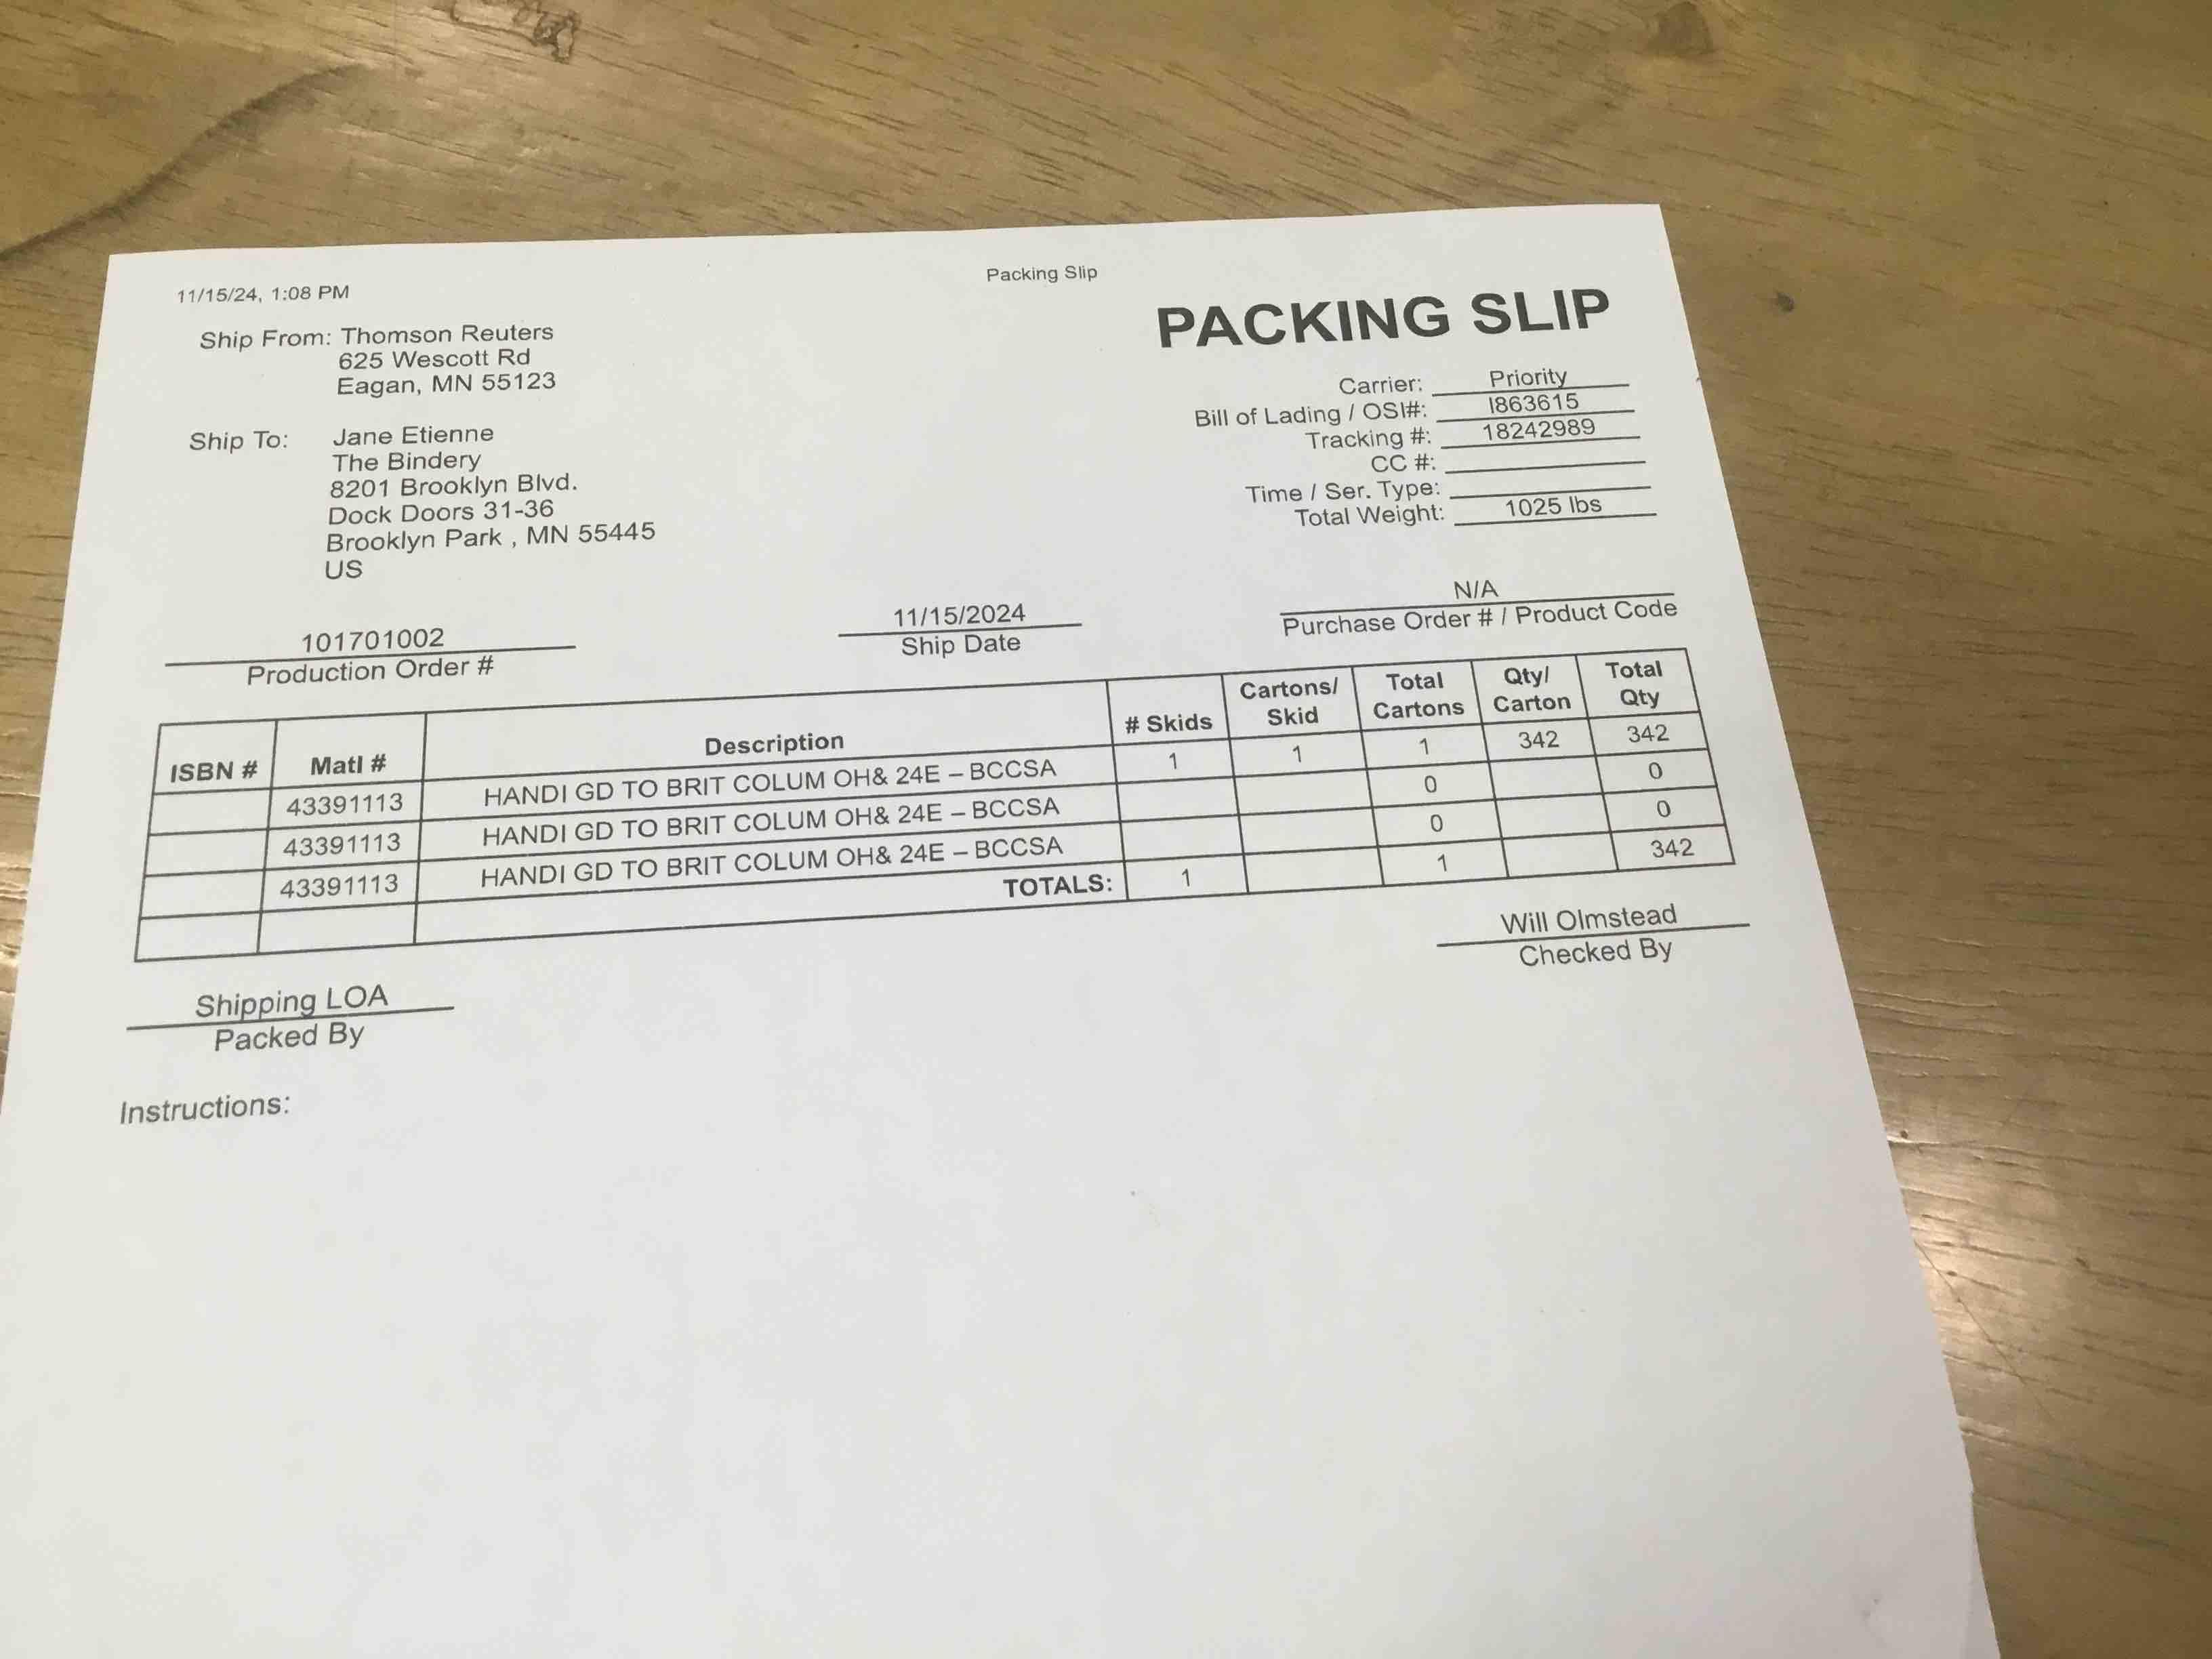 11/15/24, 1:08 PM
Packing Slip
PACKING SLIP
Ship From: Thomson Reuters
625 Wescott Rd
Eagan, MN 55123
Ship To: Jane Etienne
The Bindery
8201 Brooklyn Blvd.
Dock Doors 31-36
Brooklyn Park , MN 55445
US
Carrier: Priority
Bill of Lading / OSI#: I863615
Tracking #: 18242989
CC #:
Time / Ser. Type:
Total Weight: 1025 lbs
101701002
Production Order #
11/15/2024
Ship Date
N/A
Purchase Order # / Product Code
ISBN # Matl # Description # Skids Cartons/ Skid Total Cartons Qty/ Carton Total Qty
43391113 HANDI GD TO BRIT COLUM OH& 24E – BCCSA 1 1 1 342 342
43391113 HANDI GD TO BRIT COLUM OH& 24E – BCCSA 0 0
43391113 HANDI GD TO BRIT COLUM OH& 24E – BCCSA 0 0
TOTALS: 1 1 342
Shipping LOA
Packed By
Will Olmstead
Checked By
Instructions: